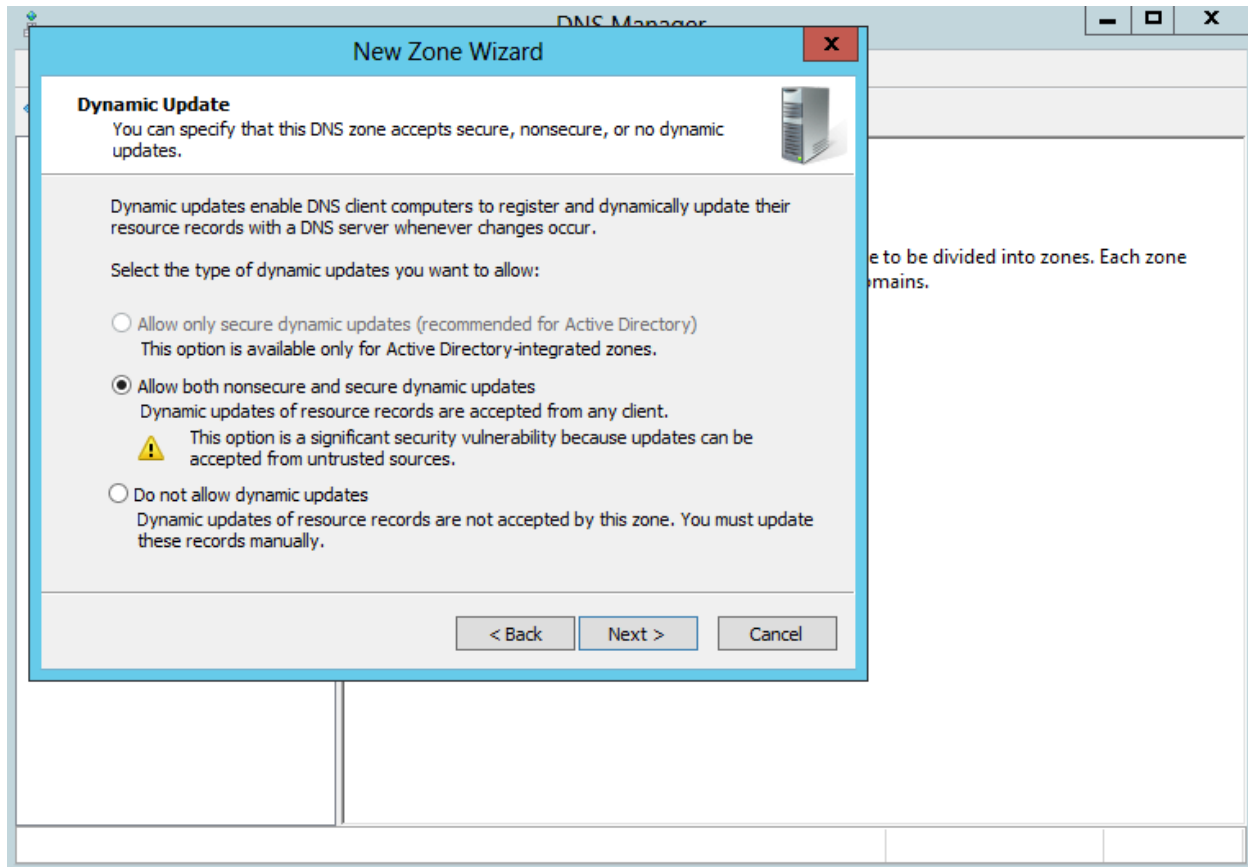 DNS Manager
New Zone Wizard
Dynamic Update
You can specify that this DNS zone accepts secure, nonsecure, or no dynamic
updates.
Dynamic updates enable DNS client computers to register and dynamically update their
resource records with a DNS server whenever changes occur.
Select the type of dynamic updates you want to allow:
Allow only secure dynamic updates (recommended for Active Directory)
This option is available only for Active Directory-integrated zones.
Allow both nonsecure and secure dynamic updates
Dynamic updates of resource records are accepted from any client.
This option is a significant security vulnerability because updates can be
accepted from untrusted sources.
Do not allow dynamic updates
Dynamic updates of resource records are not accepted by this zone. You must update
these records manually.
< Back Next > Cancel
e to be divided into zones. Each zone
omains.